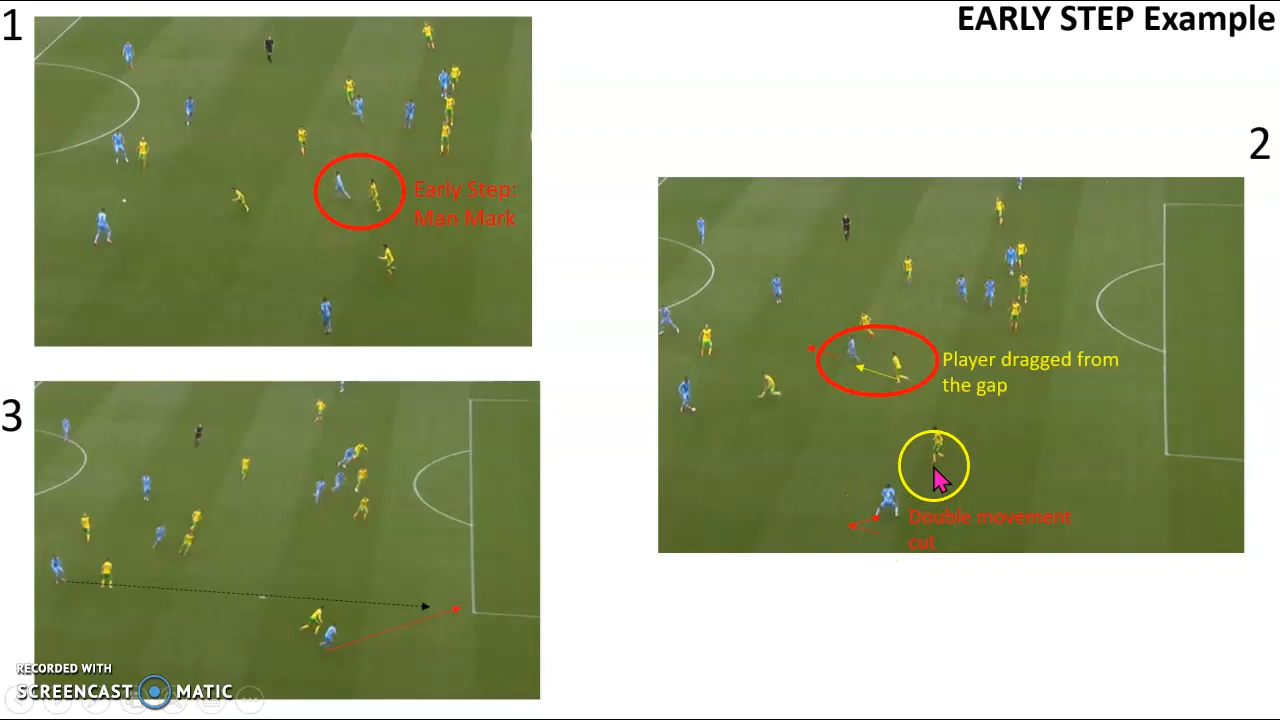 EARLY STEP Example
1
Early Step:
Man Mark
2
Player dragged from
the gap
Double movement
cut
3
RECORDED WITH
SCREENCAST MATIC